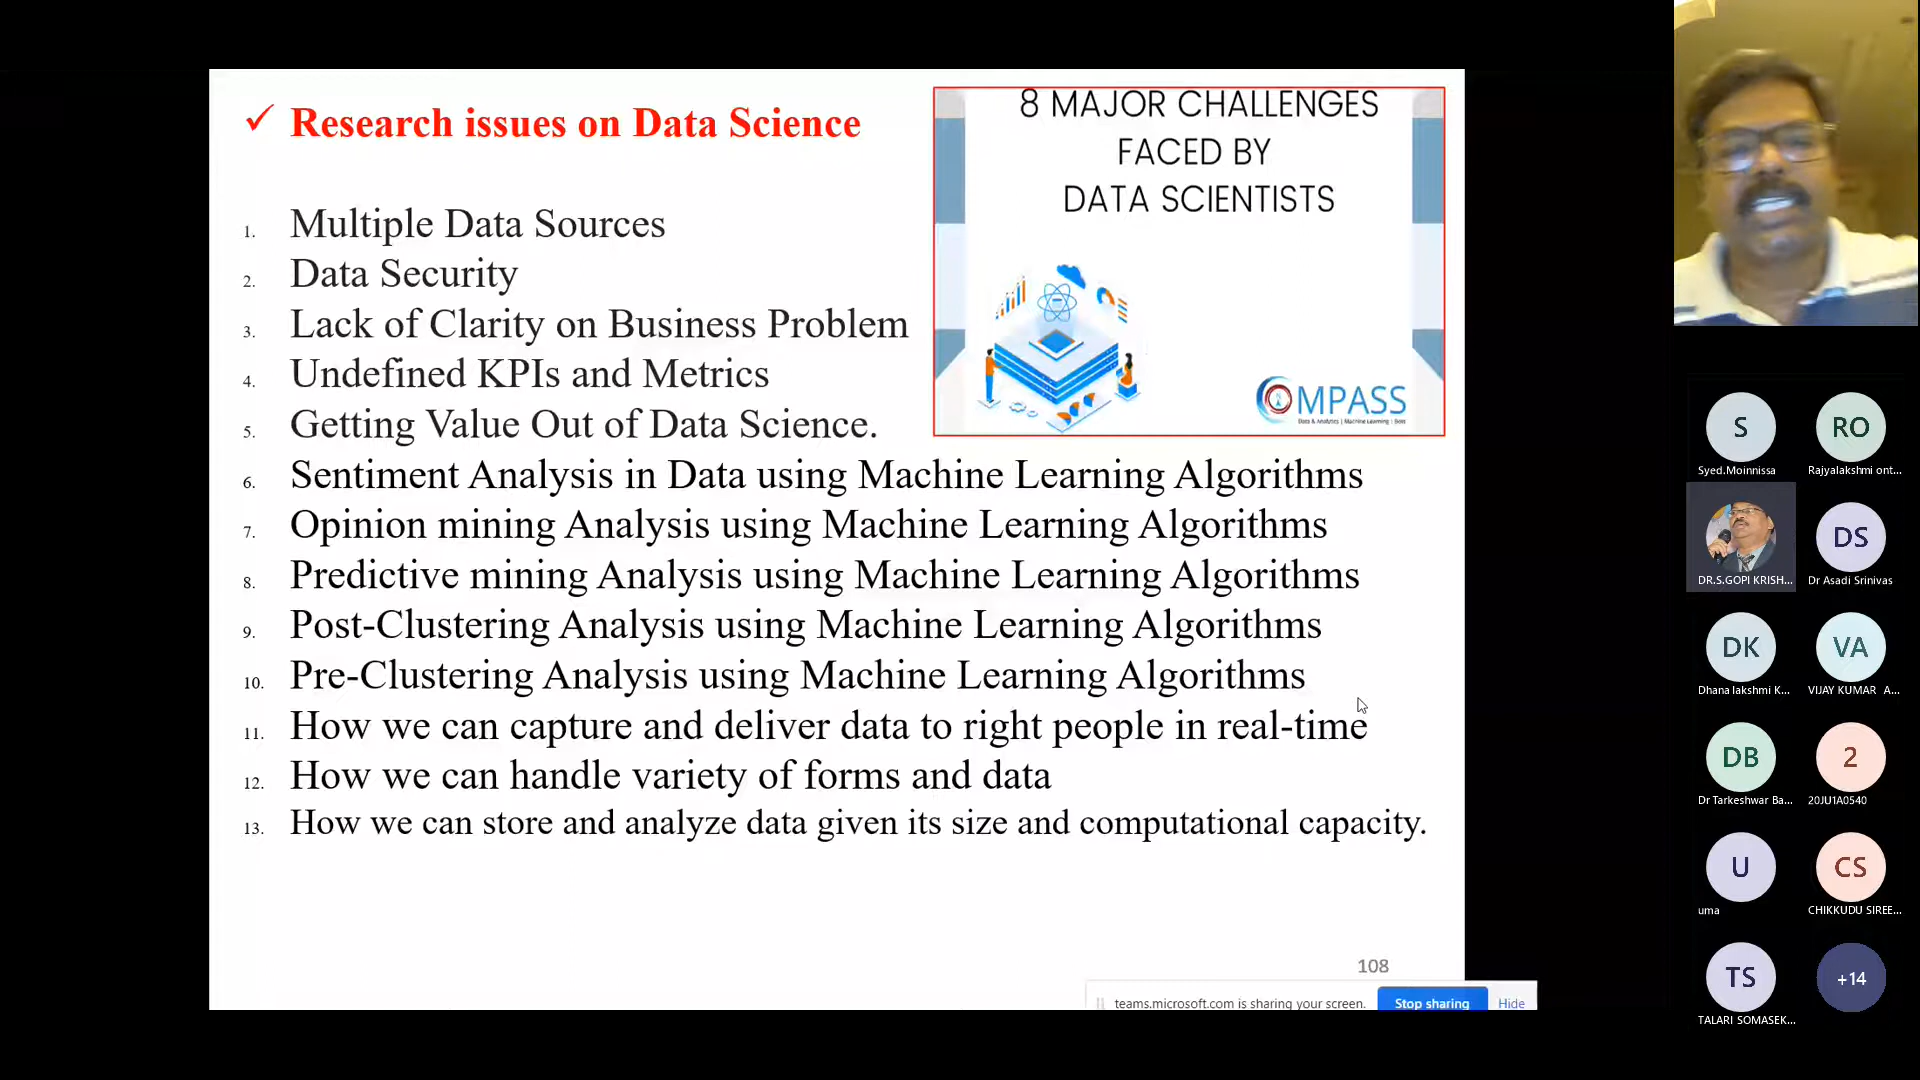 ✓ Research issues on Data Science
8 MAJOR CHALLENGES
FACED BY
DATA SCIENTISTS
OMPASS
Data & Analytics | Machine Learning | Bots
1. Multiple Data Sources
2. Data Security
3. Lack of Clarity on Business Problem
4. Undefined KPIs and Metrics
5. Getting Value Out of Data Science.
6. Sentiment Analysis in Data using Machine Learning Algorithms
7. Opinion mining Analysis using Machine Learning Algorithms
8. Predictive mining Analysis using Machine Learning Algorithms
9. Post-Clustering Analysis using Machine Learning Algorithms
10. Pre-Clustering Analysis using Machine Learning Algorithms
11. How we can capture and deliver data to right people in real-time
12. How we can handle variety of forms and data
13. How we can store and analyze data given its size and computational capacity.
108
teams.microsoft.com is sharing your screen. Stop sharing Hide
S RO
Syed.Moinnissa Rajyalakshmi ont...
DS
DR.S.GOPI KRISH... Dr Asadi Srinivas
DK VA
Dhana lakshmi K... VIJAY KUMAR A...
DB 2
Dr Tarkeshwar Ba... 20JU1A0540
U CS
uma CHIKKUDU SIREE...
TS +14
TALARI SOMASEK...